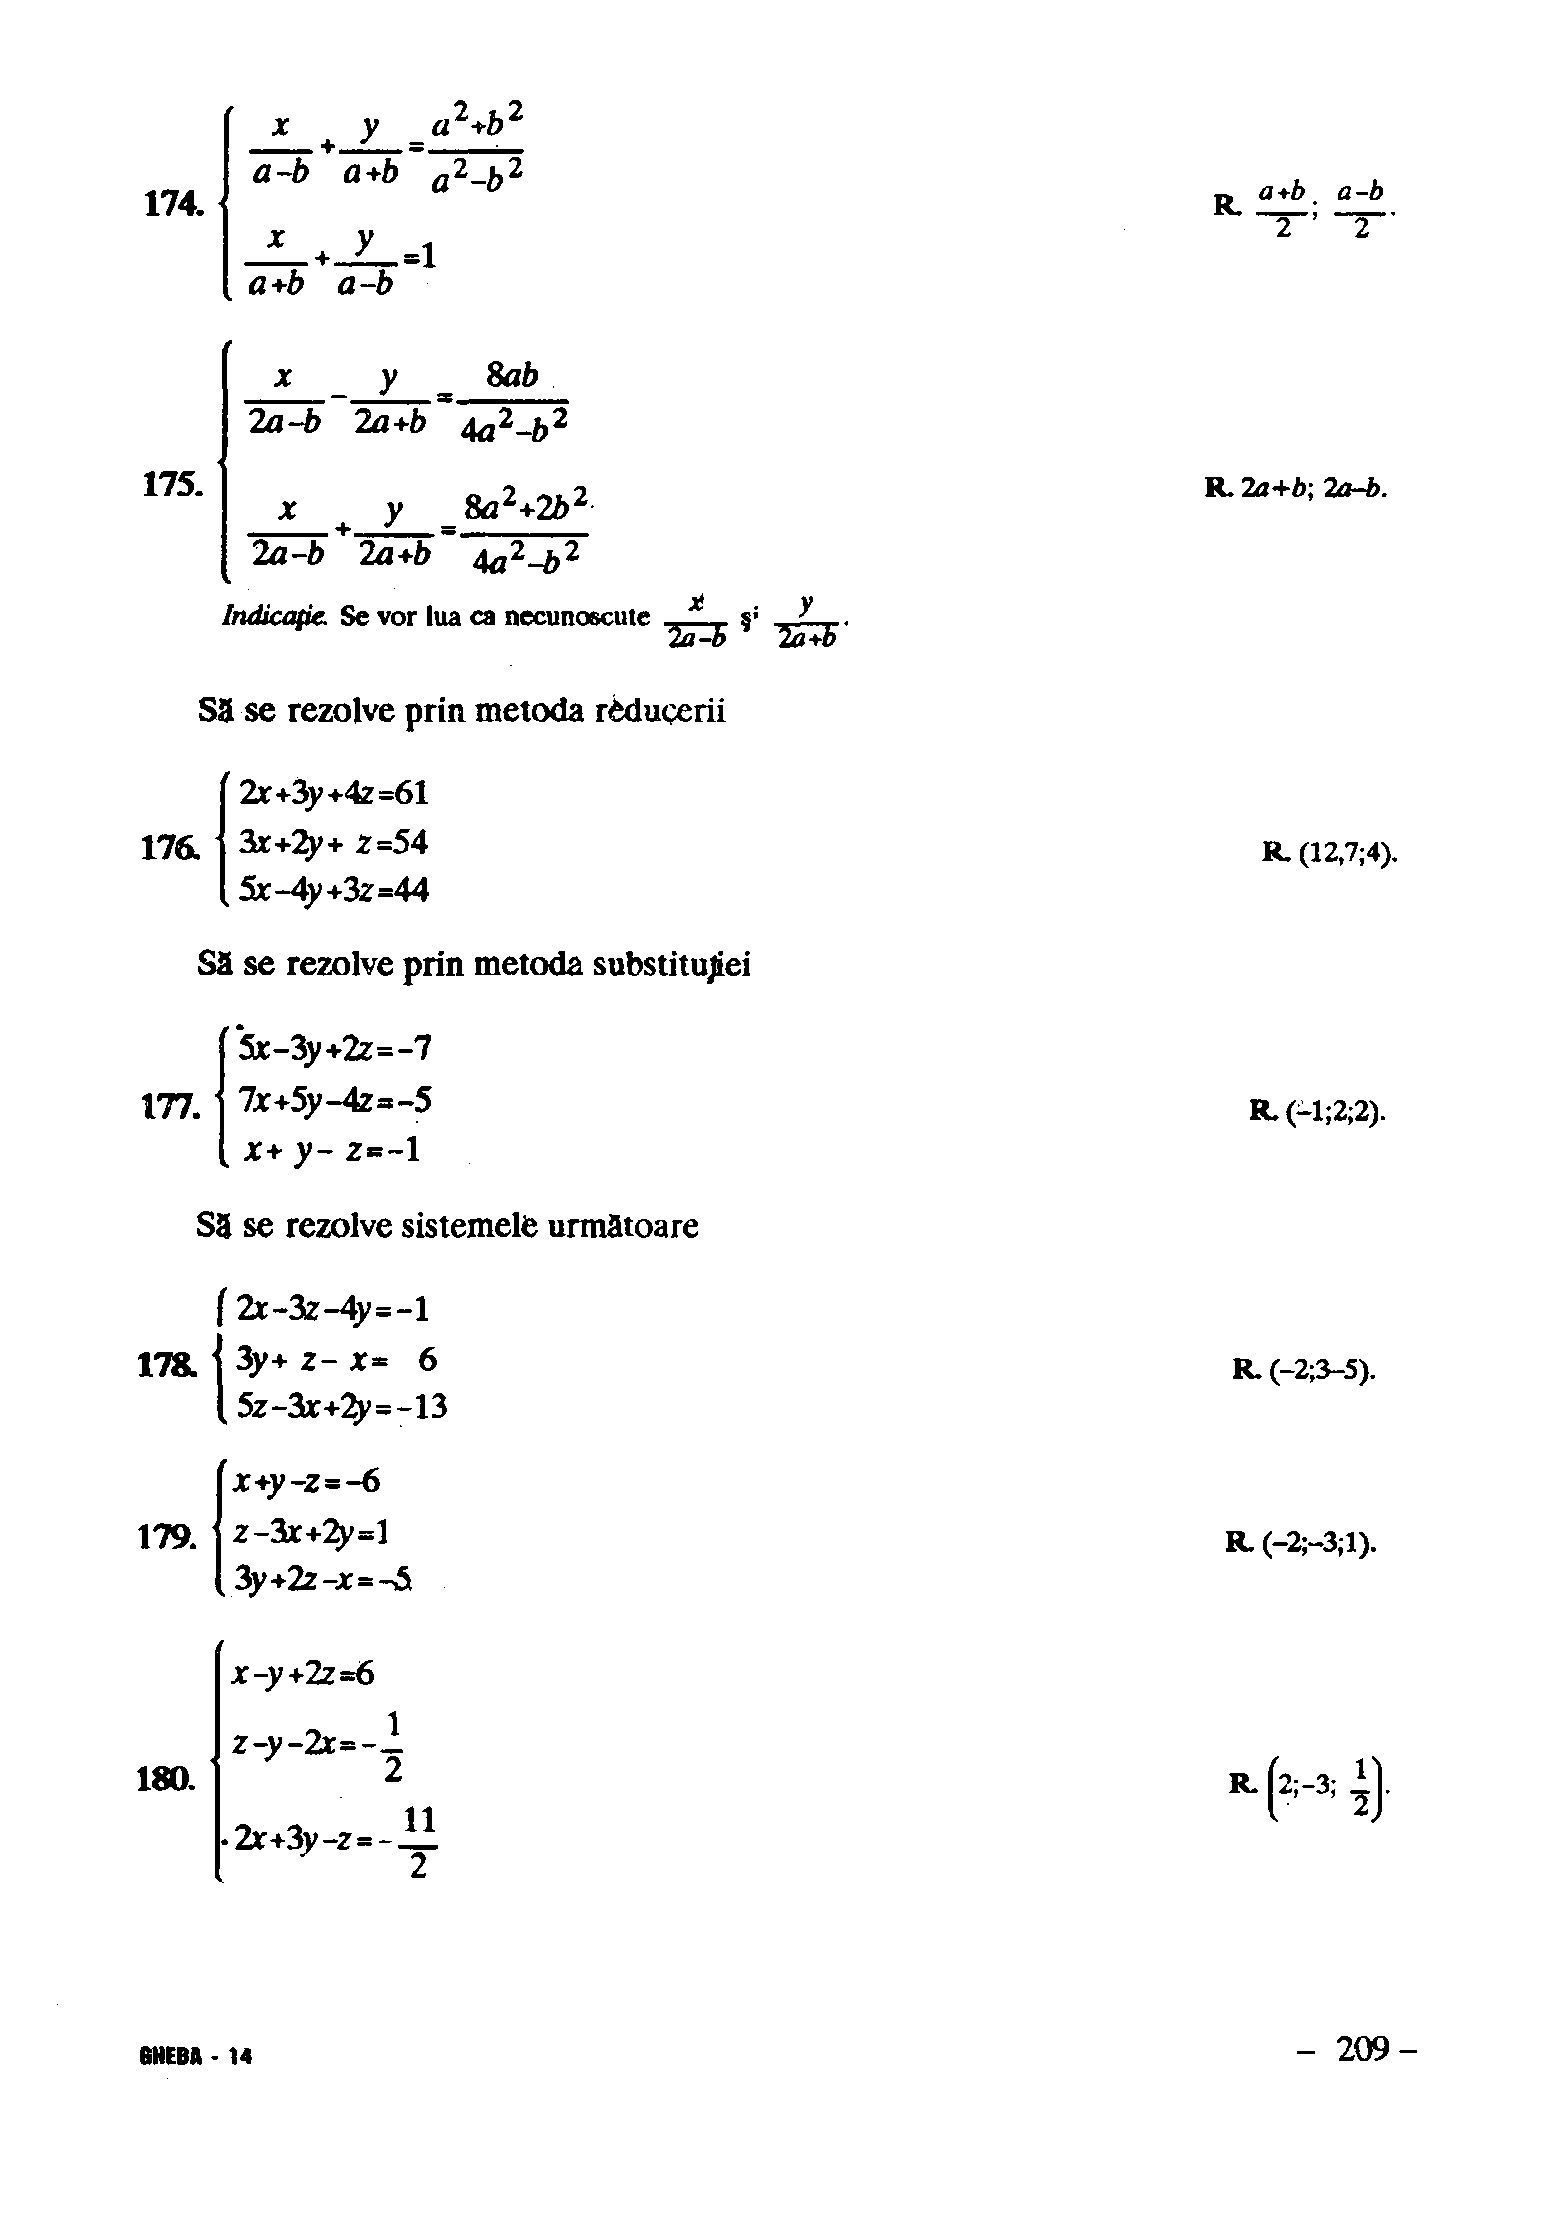 174. { x/(a-b) + y/(a+b) = (a²+b²)/(a²-b²)
x/(a+b) + y/(a-b) = 1
R. (a+b)/2; (a-b)/2.
175. { x/(2a-b) - y/(2a+b) = 8ab/(4a²-b²)
x/(2a-b) + y/(2a+b) = (8a²+2b²)/(4a²-b²)
R. 2a+b; 2a-b.
Indicaţie. Se vor lua ca necunoscute x/(2a-b) şi y/(2a+b).
Să se rezolve prin metoda reducerii
176. { 2x+3y+4z=61
3x+2y+ z=54
5x-4y+3z=44
R. (12,7;4).
Să se rezolve prin metoda substituţiei
177. { 5x-3y+2z=-7
7x+5y-4z=-5
x+ y- z=-1
R. (-1;2;2).
Să se rezolve sistemele următoare
178. { 2x-3z-4y=-1
3y+ z- x= 6
5z-3x+2y=-13
R. (-2;3-5).
179. { x+y-z=-6
z-3x+2y=1
3y+2z-x=-5
R. (-2;-3;1).
180. { x-y+2z=6
z-y-2x=-1/2
2x+3y-z=-11/2
R. (2;-3; 1/2).
GHEBA - 14
- 209 -